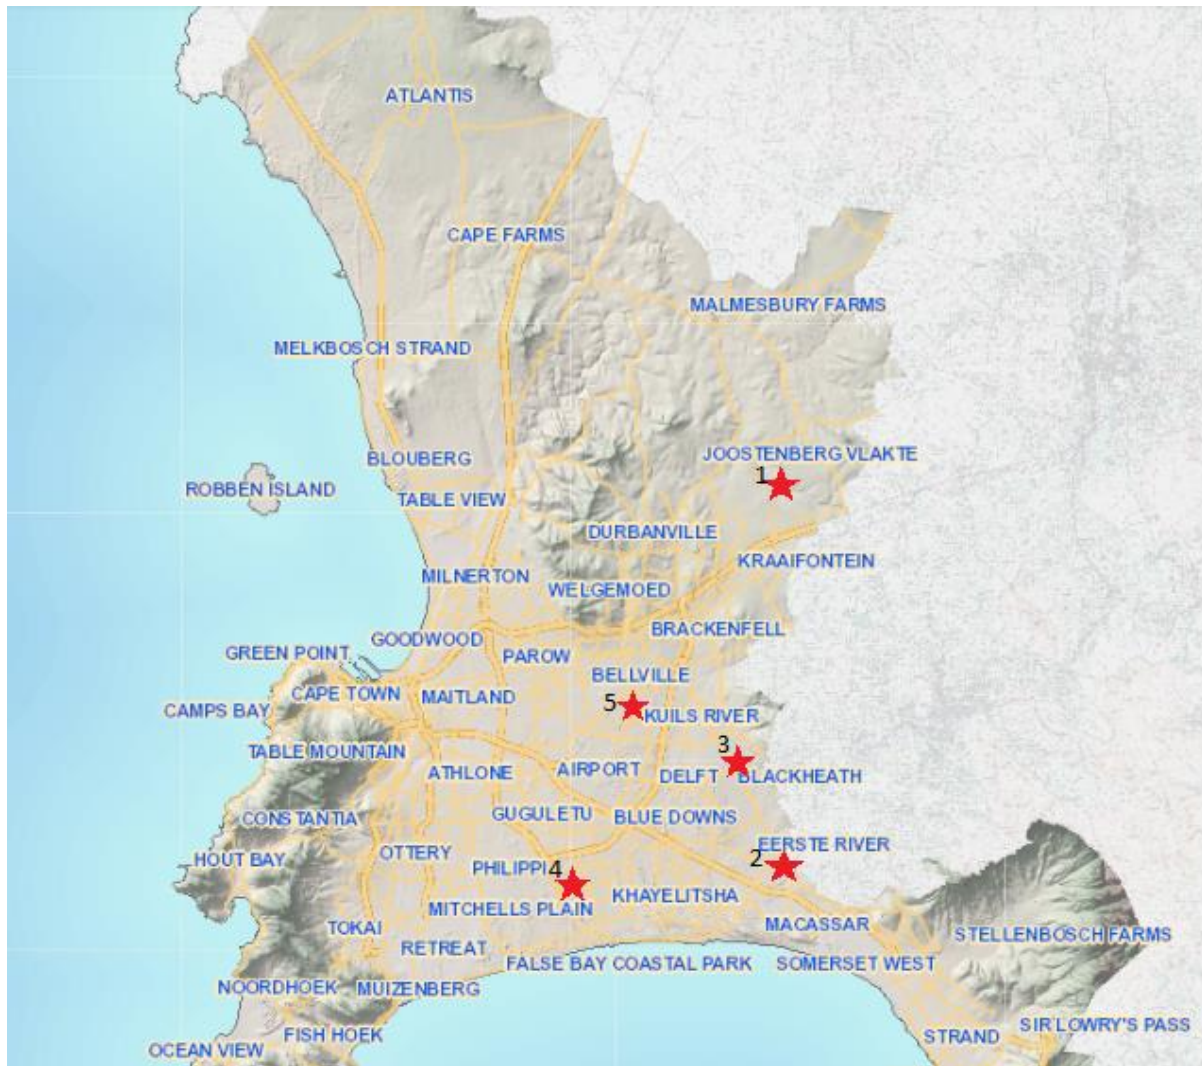 ATLANTIS
CAPE FARMS
MALMESBURY FARMS
MELKBOSCH STRAND
JOOSTENBERG VLAKTE
BLOUBERG
1
ROBBEN ISLAND
TABLE VIEW
DURBANVILLE
KRAAIFONTEIN
MILNERTON
WELGEMOED
BRACKENFELL
GOODWOOD
GREEN POINT
PAROW
BELLVILLE
CAPE TOWN
MAITLAND
5
CAMPS BAY
KUILS RIVER
3
TABLE MOUNTAIN
AIRPORT
ATHLONE
DELFT
BLACKHEATH
GUGULETU
CONSTANTIA
BLUE DOWNS
EERSTE RIVER
OTTERY
2
HOUT BAY
PHILIPPI
4
KHAYELITSHA
MITCHELLS PLAIN
MACASSAR
TOKAI
STELLENBOSCH FARMS
RETREAT
FALSE BAY COASTAL PARK
SOMERSET WEST
NOORDHOEK
MUIZENBERG
SIR LOWRY'S PASS
FISH HOEK
STRAND
OCEAN VIEW